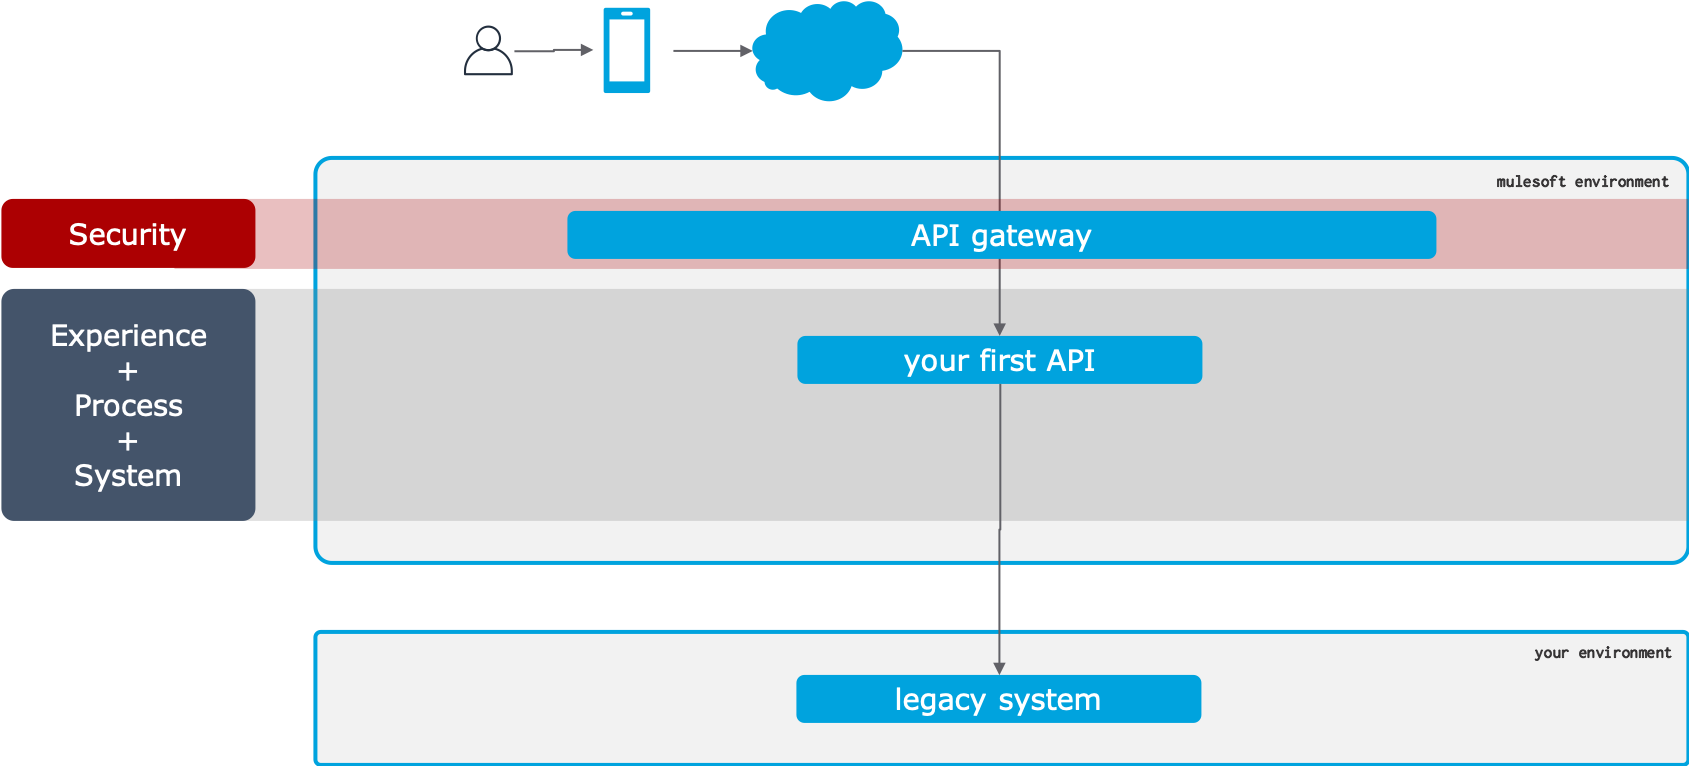 mulesoft environment
Security
API gateway
Experience
+
Process
+
System
your first API
your environment
legacy system